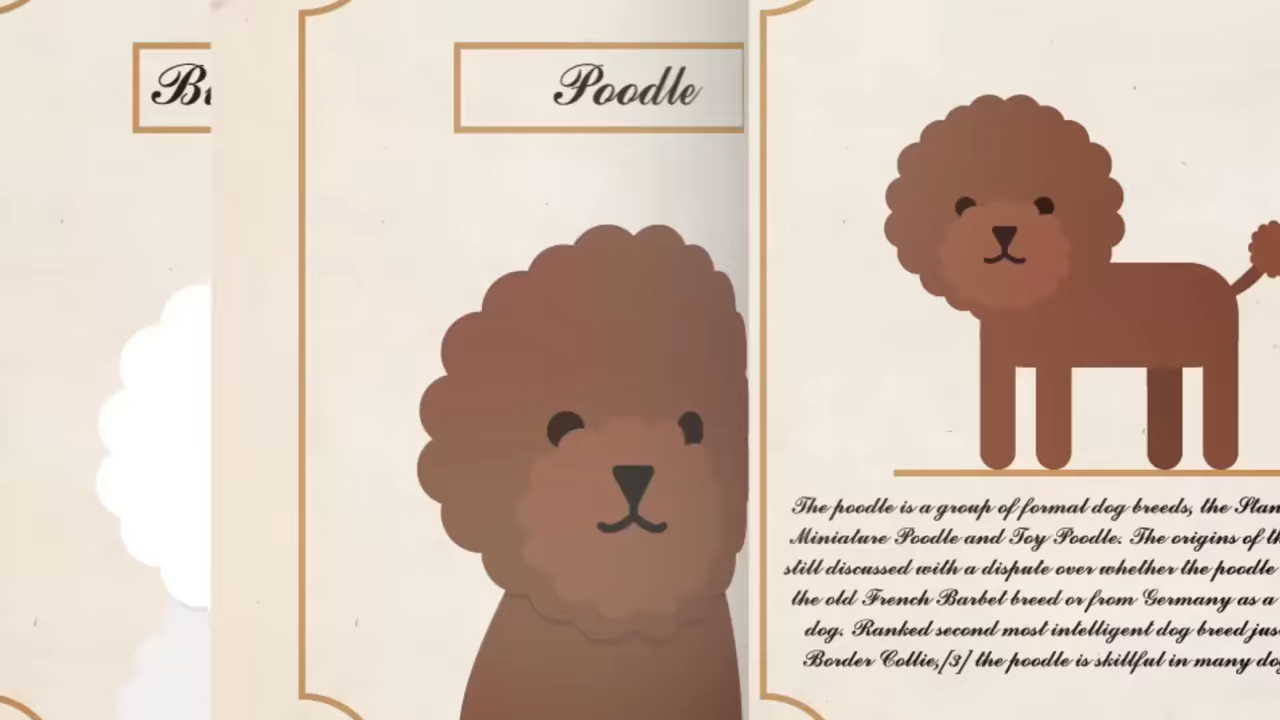 Poodle
The poodle is a group of formal dog breeds, the
Miniature Poodle and Toy Poodle. The origins of
still discussed with a dispute over whether the poodle
the old French Barbet breed or from Germany as a
dog. Ranked second most intelligent dog breed
Border Collie,[3] the poodle is skillful in many